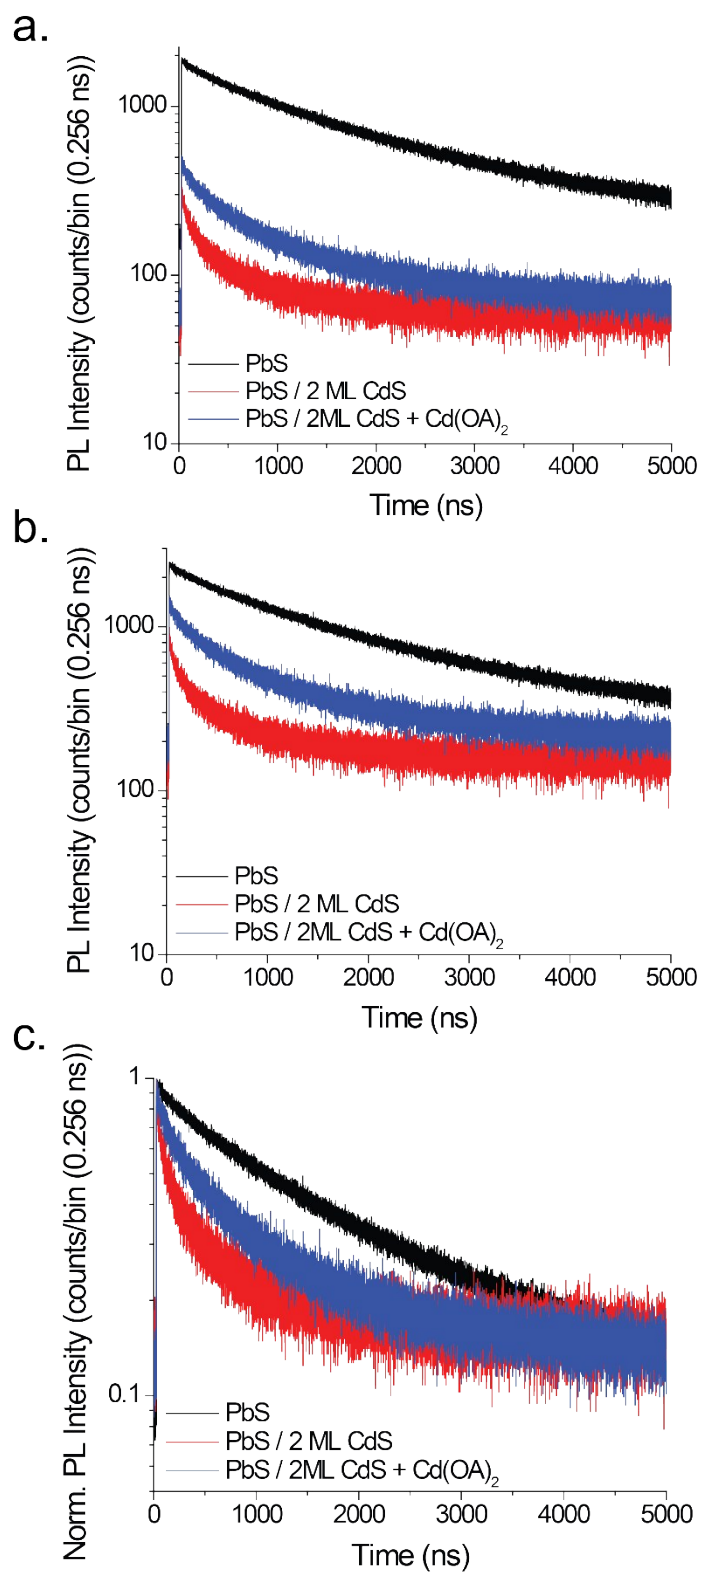 a.
PL Intensity (counts/bin (0.256 ns))
1000
100
10
PbS
PbS / 2 ML CdS
PbS / 2ML CdS + Cd(OA)₂
0 1000 2000 3000 4000 5000
Time (ns)
b.
PL Intensity (counts/bin (0.256 ns))
1000
100
10
PbS
PbS / 2 ML CdS
PbS / 2ML CdS + Cd(OA)₂
0 1000 2000 3000 4000 5000
Time (ns)
c.
Norm. PL Intensity (counts/bin (0.256 ns))
1
0.1
PbS
PbS / 2 ML CdS
PbS / 2ML CdS + Cd(OA)₂
0 1000 2000 3000 4000 5000
Time (ns)